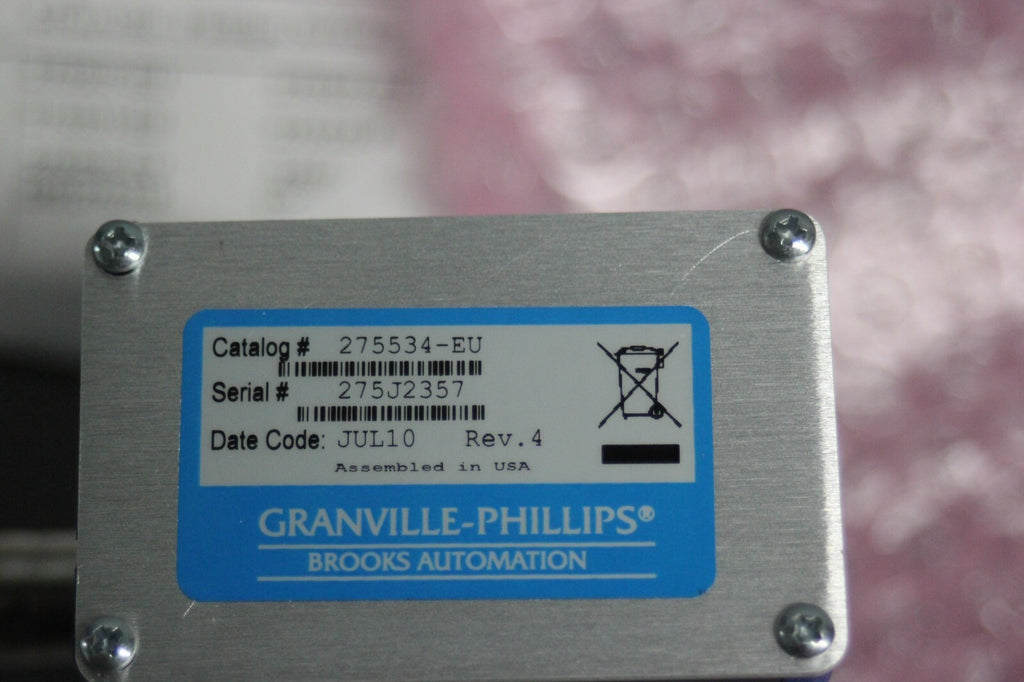 Catalog # 275534-EU
Serial # 275J2357
Date Code: JUL10 Rev.4
Assembled in USA
GRANVILLE-PHILLIPS®
BROOKS AUTOMATION